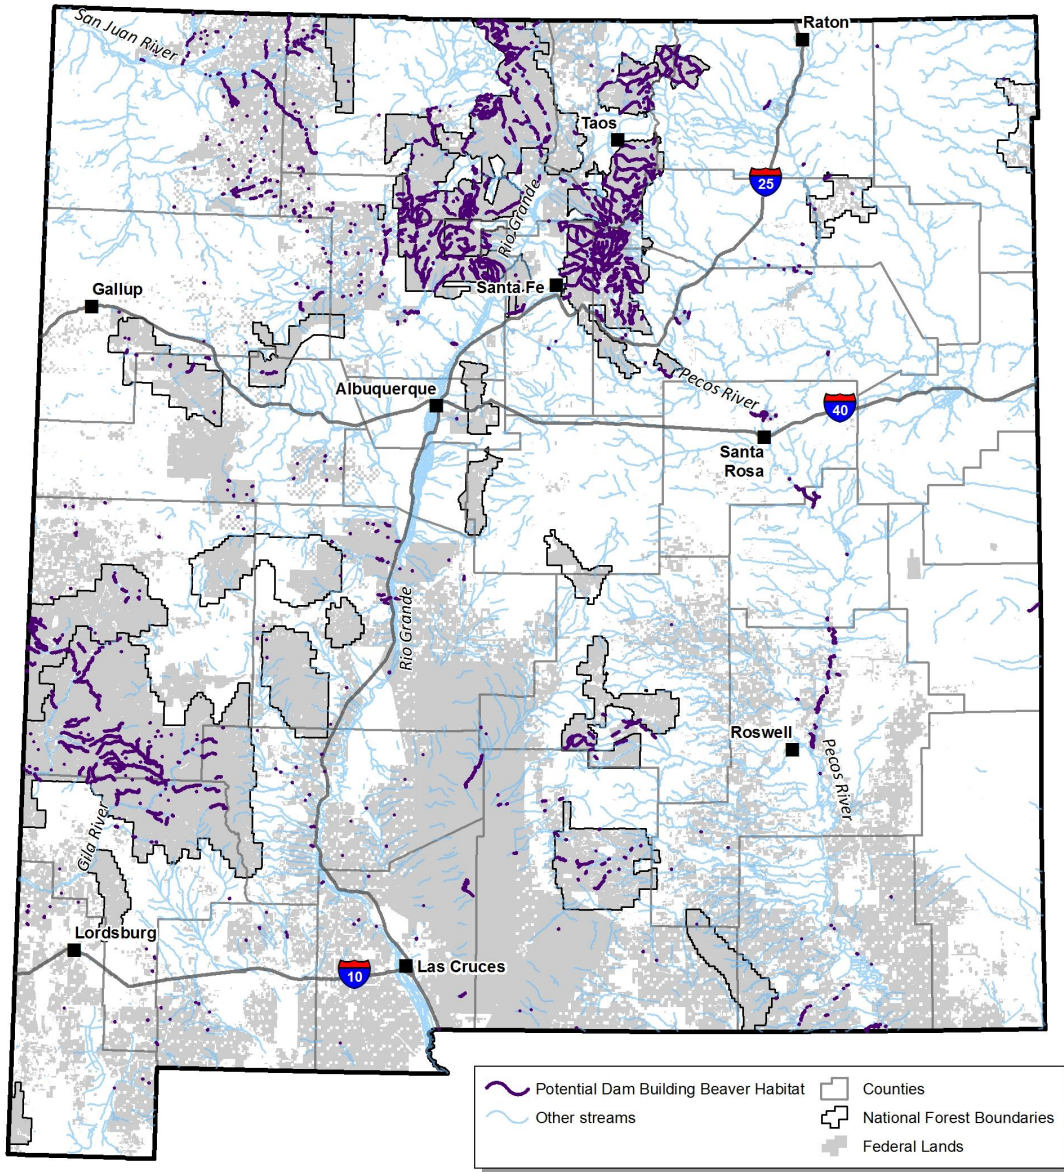 San Juan River
Raton
Taos
25
Rio Grande
Santa Fe
Gallup
Albuquerque
Pecos River
40
Santa
Rosa
Rio Grande
Roswell
Pecos River
Gila River
Lordsburg
Las Cruces
10
Potential Dam Building Beaver Habitat
Other streams
Counties
National Forest Boundaries
Federal Lands